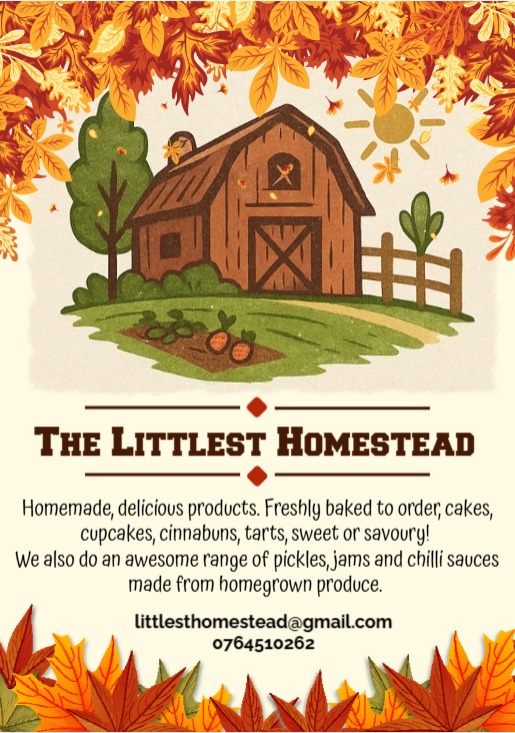 The Littlest Homestead
Homemade, delicious products. Freshly baked to order, cakes,
cupcakes, cinnabuns, tarts, sweet or savoury!
We also do an awesome range of pickles, jams and chilli sauces
made from homegrown produce.
littlesthomestead@gmail.com
0764510262